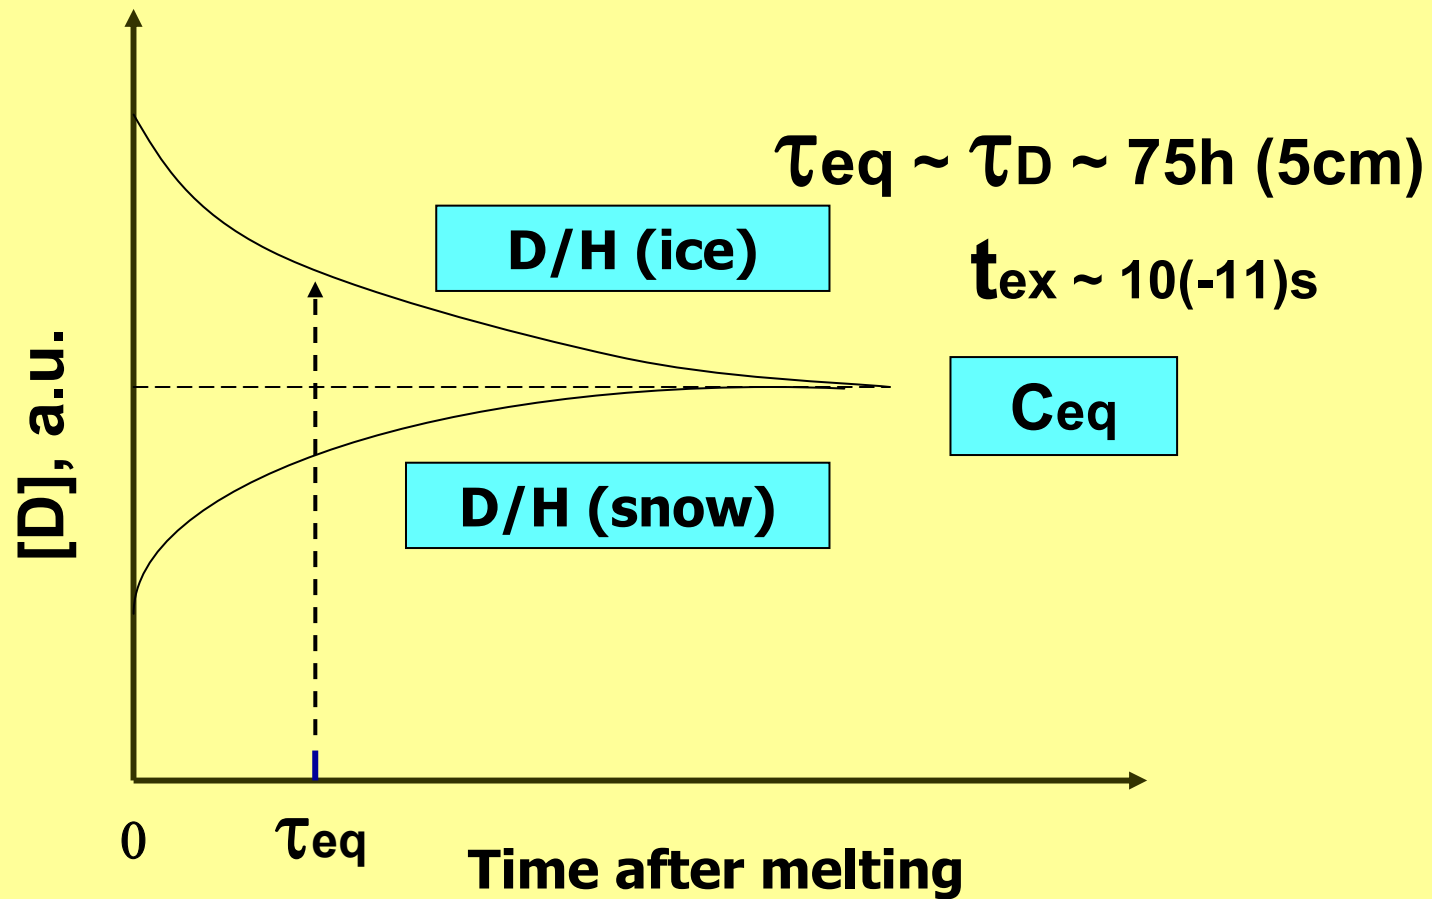 τeq ~ τD ~ 75h (5cm)
D/H (ice)
tex ~ 10(-11)s
[D], a.u.
Ceq
D/H (snow)
0
τeq
Time after melting